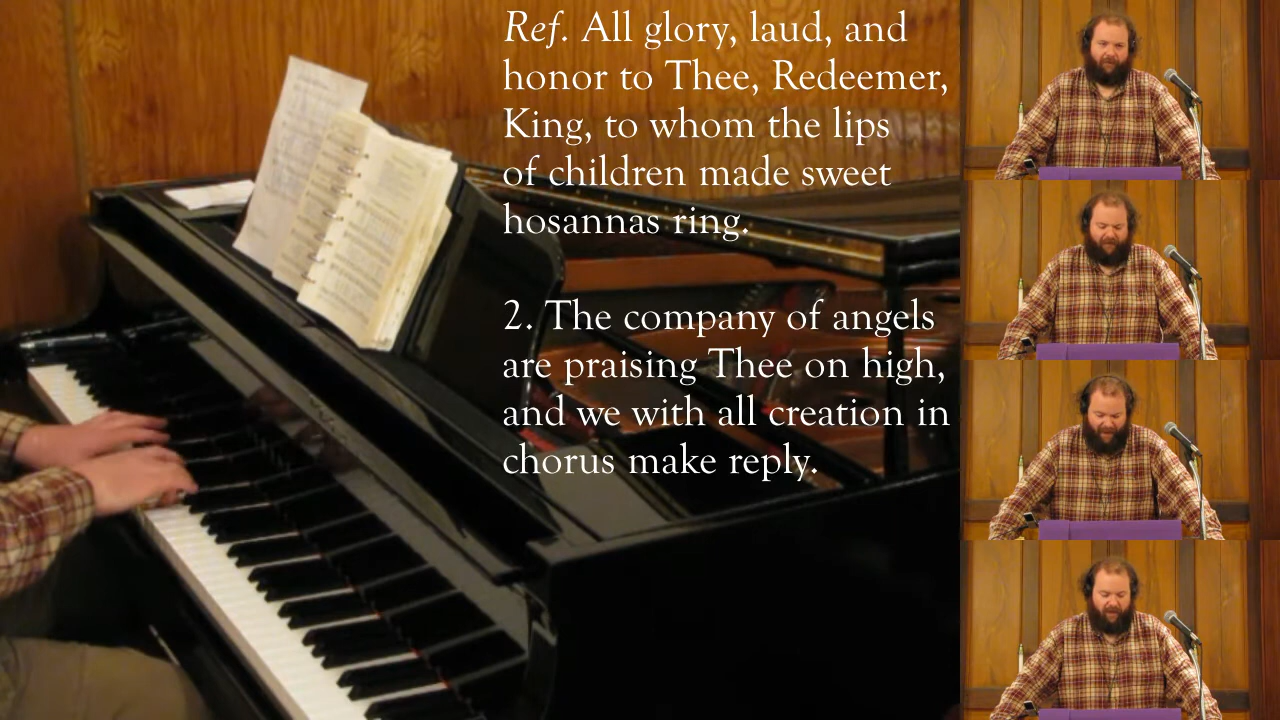 Ref. All glory, laud, and
honor to Thee, Redeemer,
King, to whom the lips
of children made sweet
hosannas ring.
2. The company of angels
are praising Thee on high,
and we with all creation in
chorus make reply.